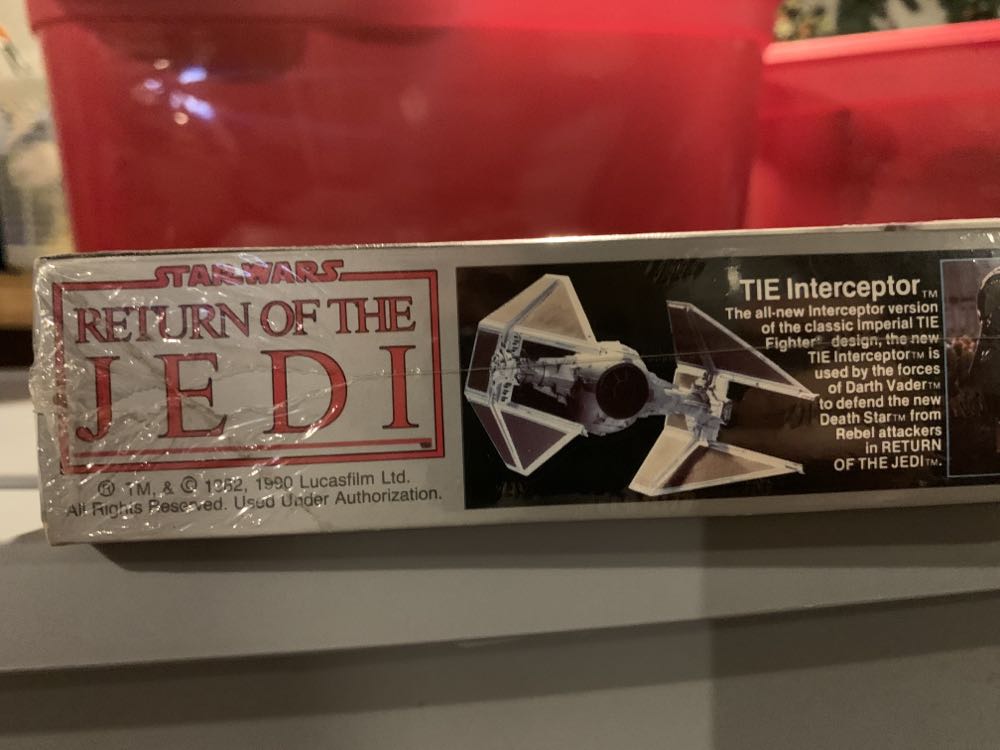 STAR WARS
RETURN OF THE
JEDI
® TM, & © 1982, 1990 Lucasfilm Ltd.
All Rights Reserved. Used Under Authorization.
TIE Interceptor TM
The all-new Interceptor version
of the classic Imperial TIE
Fighter® design, the new
TIE Interceptor TM is
used by the forces
of Darth Vader TM
to defend the new
Death Star TM from
Rebel attackers
in RETURN
OF THE JEDI TM.